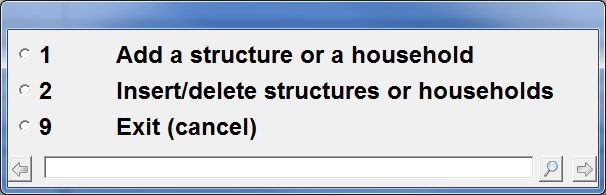 1 Add a structure or a household
2 Insert/delete structures or households
9 Exit (cancel)